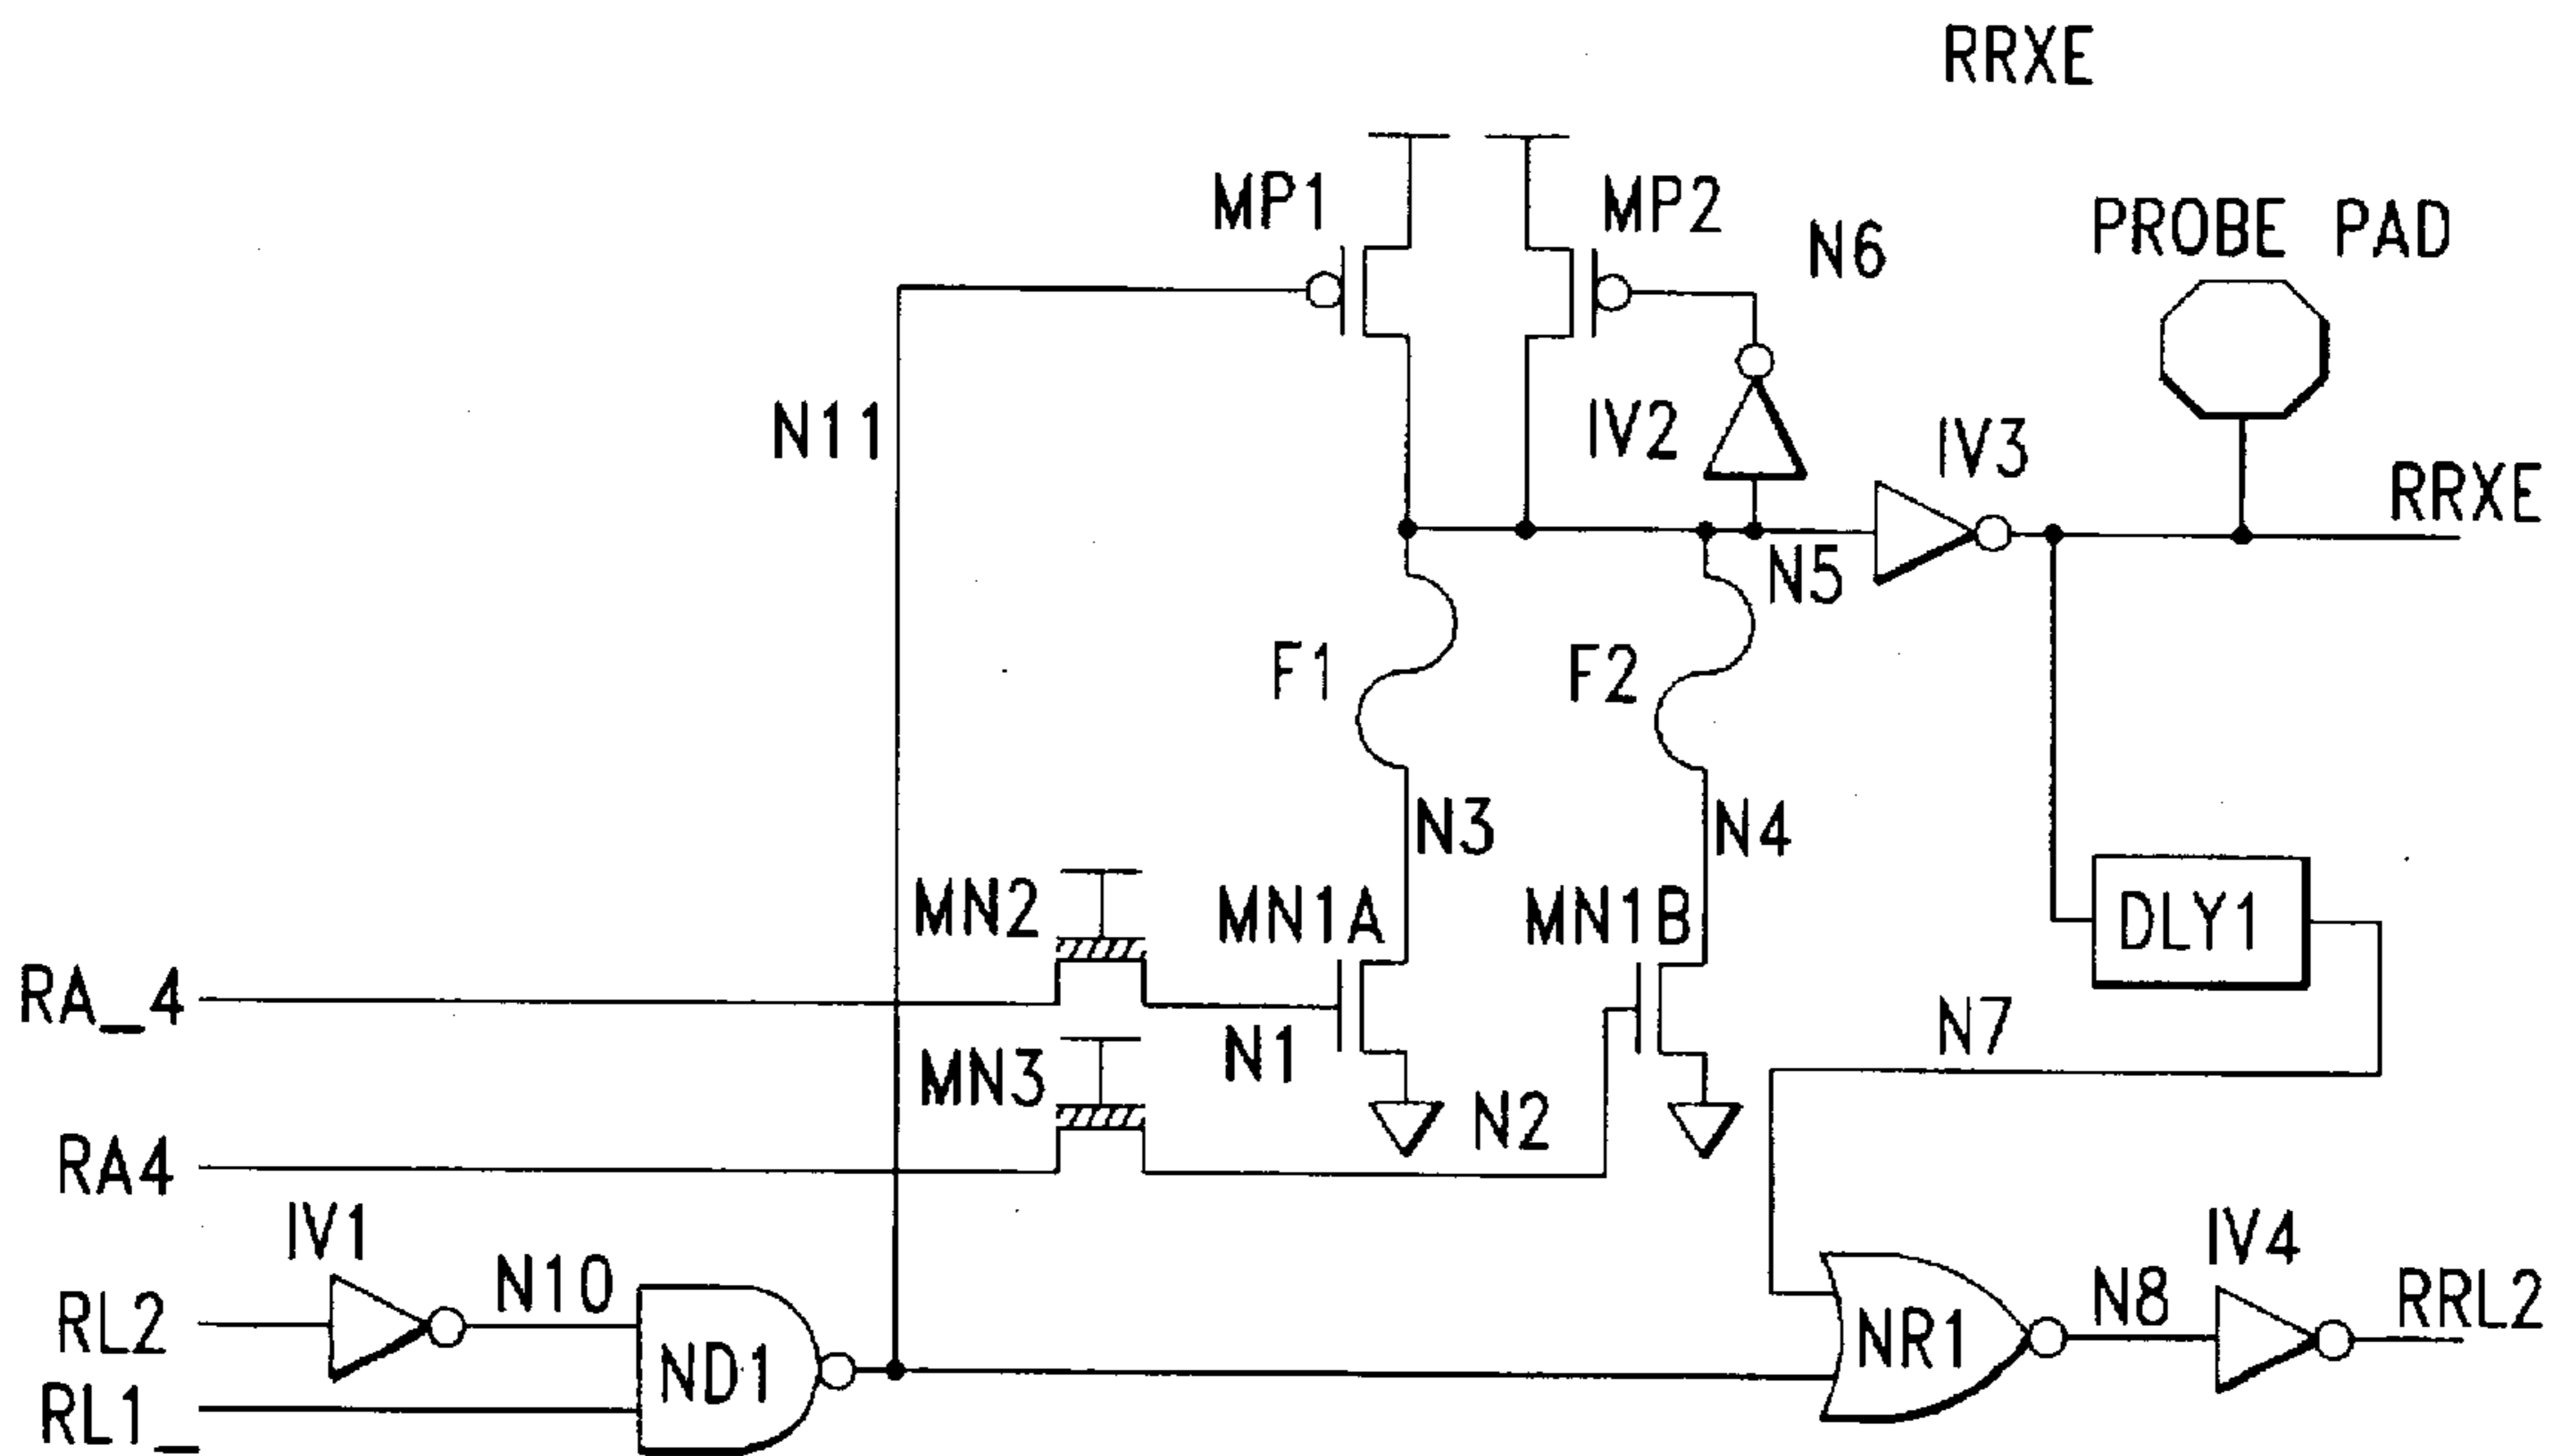 RRXE
MP1
MP2
N6
PROBE PAD
N11
IV2
IV3
RRXE
N5
F1
F2
N3
N4
MN2
MN1A
MN1B
DLY1
RA_4
N1
N7
MN3
N2
RA4
IV1
IV4
N10
N8
RL2
RRL2
ND1
NR1
RL1_